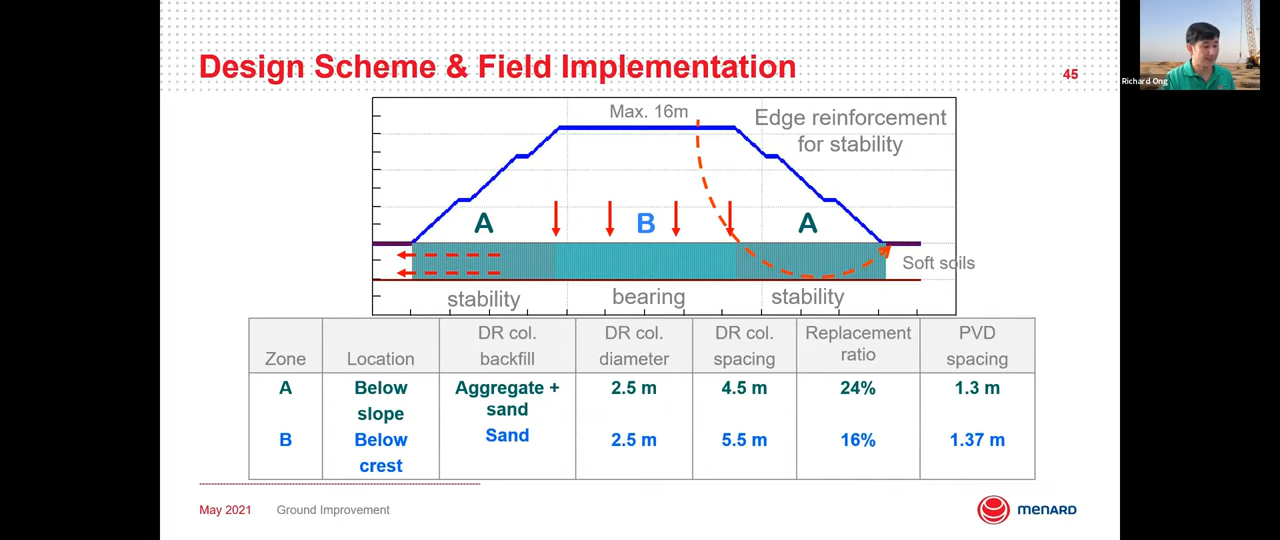 Design Scheme & Field Implementation
45
Richard Ong
Max. 16m
Edge reinforcement
for stability
A
B
A
Soft soils
stability
bearing
stability
Zone
Location
DR col.
backfill
DR col.
diameter
DR col.
spacing
Replacement
ratio
PVD
spacing
A
Below
slope
Aggregate +
sand
2.5 m
4.5 m
24%
1.3 m
B
Below
crest
Sand
2.5 m
5.5 m
16%
1.37 m
May 2021
Ground Improvement
MENARD